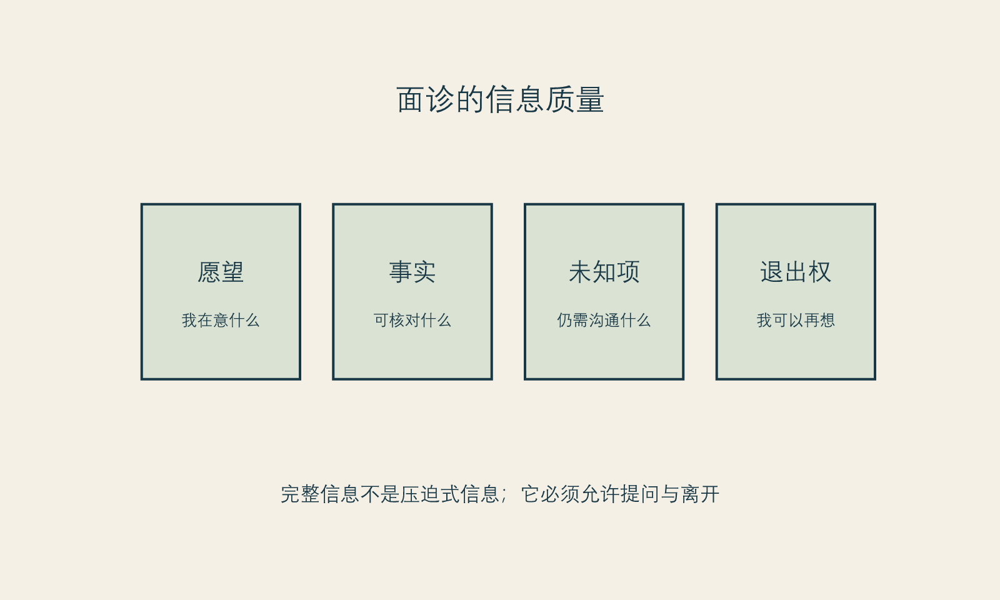 面诊的信息质量
愿望
我在意什么
事实
可核对什么
未知项
仍需沟通什么
退出权
我可以再想
完整信息不是压迫式信息；它必须允许提问与离开